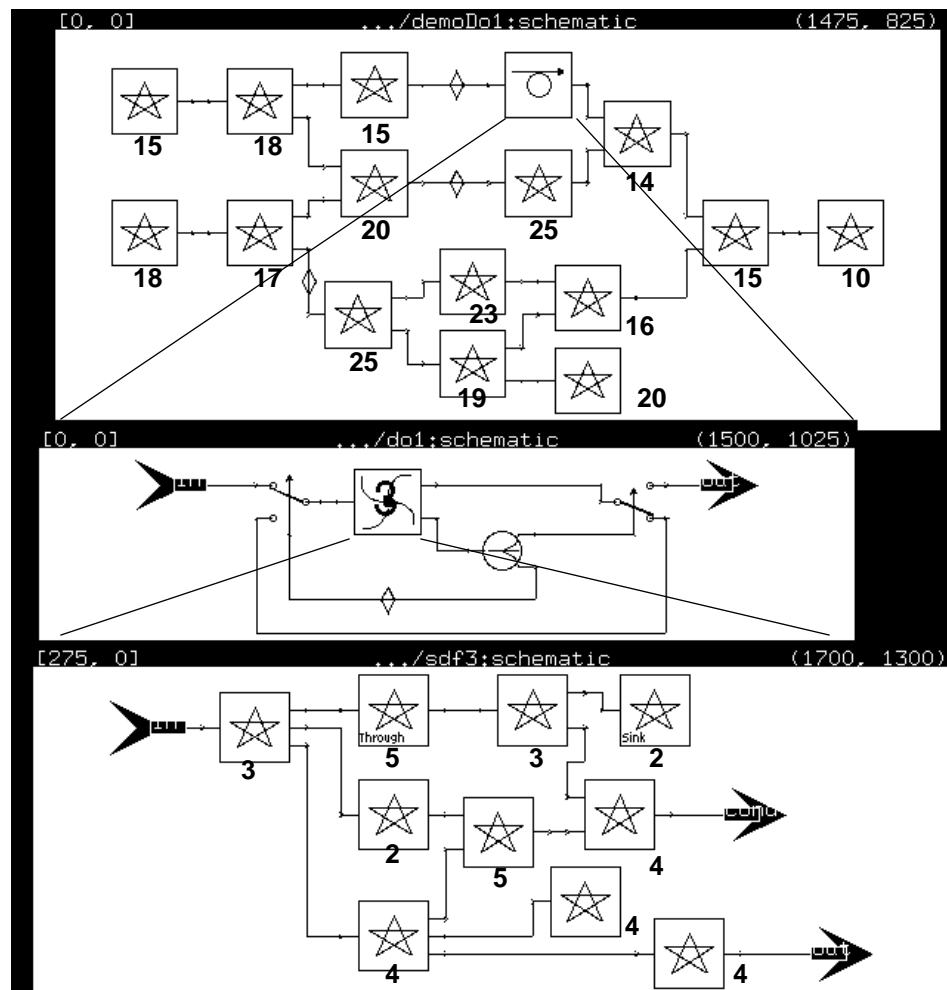 [0, 0] .../demoDo1:schematic (1475, 825)
15 18 15
14
18 17 20 25
15 10
23 16
25 19 20
[0, 0] .../do1:schematic (1500, 1025)
in out
3
[275, 0] .../sdf3:schematic (1700, 1300)
in
Through Sink
3 5 3 2
cond
2 5 4
4
out
4 4